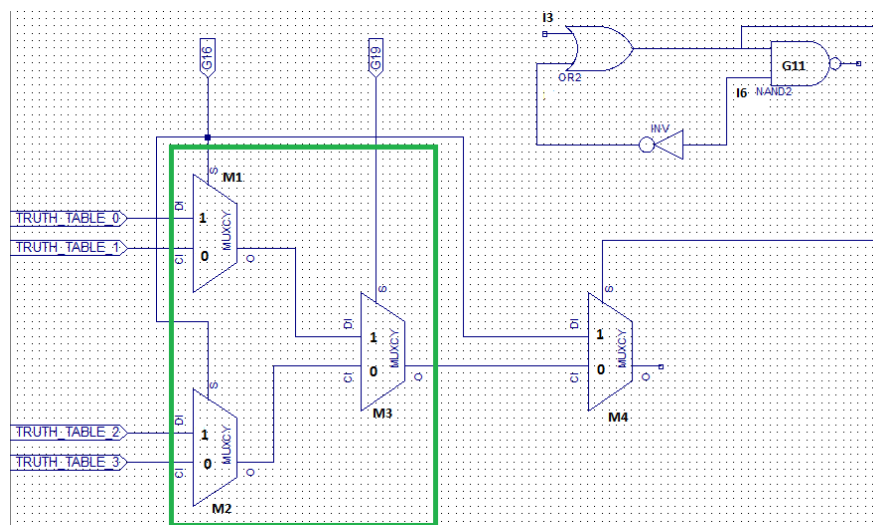 I3
G16
G19
OR2
G11
I6 NAND2
INV
S
M1
DI
TRUTH_TABLE_0
1
MUXCY
TRUTH_TABLE_1
0
CI
O
S
DI
1
MUXCY
CI
0
O
M3
S
DI
1
MUXCY
CI
0
O
M4
S
DI
TRUTH_TABLE_2
1
MUXCY
TRUTH_TABLE_3
0
CI
O
M2